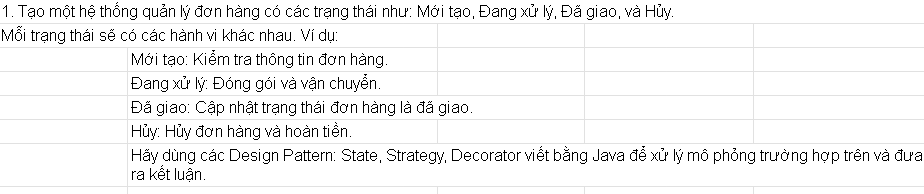 1. Tạo một hệ thống quản lý đơn hàng có các trạng thái như: Mới tạo, Đang xử lý, Đã giao, và Hủy.
Mỗi trạng thái sẽ có các hành vi khác nhau. Ví dụ:
Mới tạo: Kiểm tra thông tin đơn hàng.
Đang xử lý: Đóng gói và vận chuyển.
Đã giao: Cập nhật trạng thái đơn hàng là đã giao.
Hủy: Hủy đơn hàng và hoàn tiền.
Hãy dùng các Design Pattern: State, Strategy, Decorator viết bằng Java để xử lý mô phỏng trường hợp trên và đưa
ra kết luận.